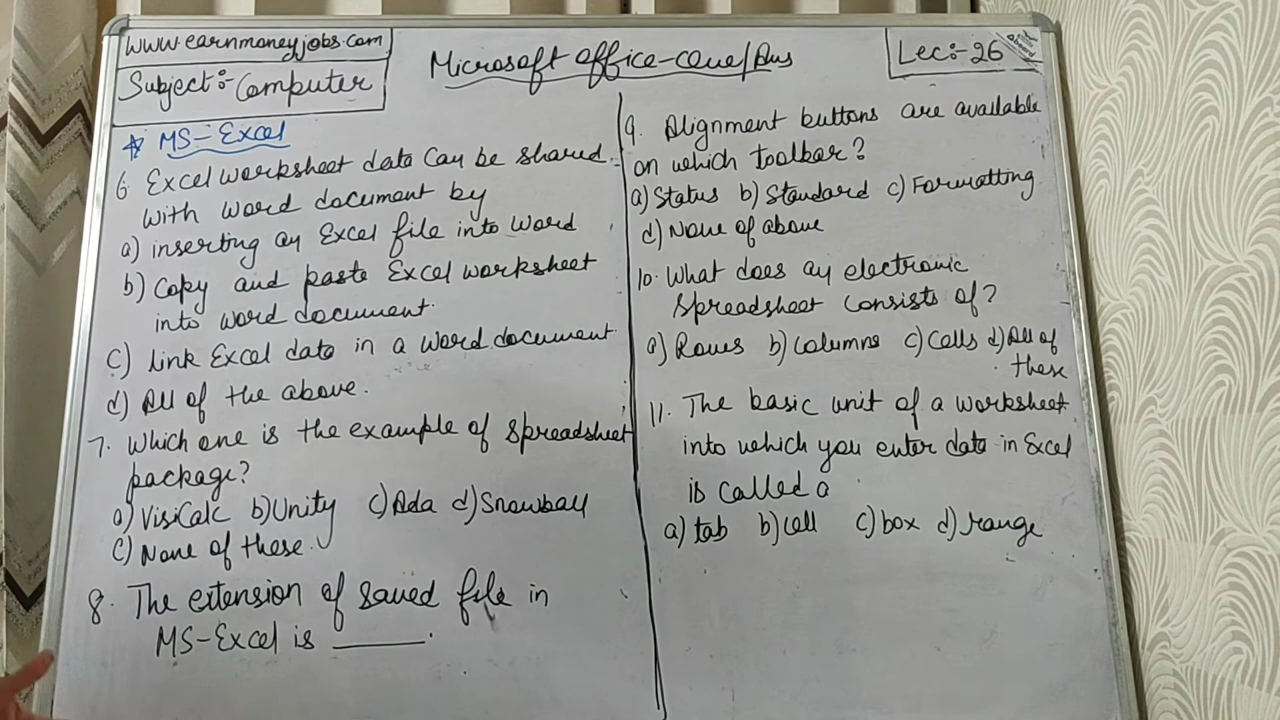 www.earnmoneyjobs.com
Subject:- Computer
Microsoft office-
Lec:- 26
MS-Excel
6. Excel worksheet data can be shared
with word document by
a) inserting an Excel file into word
b) Copy and paste Excel worksheet
into word document.
c) link Excel data in a word document
d) All of the above.
7. Which one is the example of spreadsheet
package?
a) VisiCalc b) Unity c) Ada d) Snowball
c) None of these.
8. The extension of saved file in
MS-Excel is ______.
9. Alignment buttons are available
on which toolbar?
a) Status b) Standard c) Formatting
d) None of above
10. What does an electronic
spreadsheet consists of?
a) Rows b) columns c) Cells d) All of
these
11. The basic unit of a worksheet
into which you enter data in Excel
is called a
a) tab b) cell c) box d) range